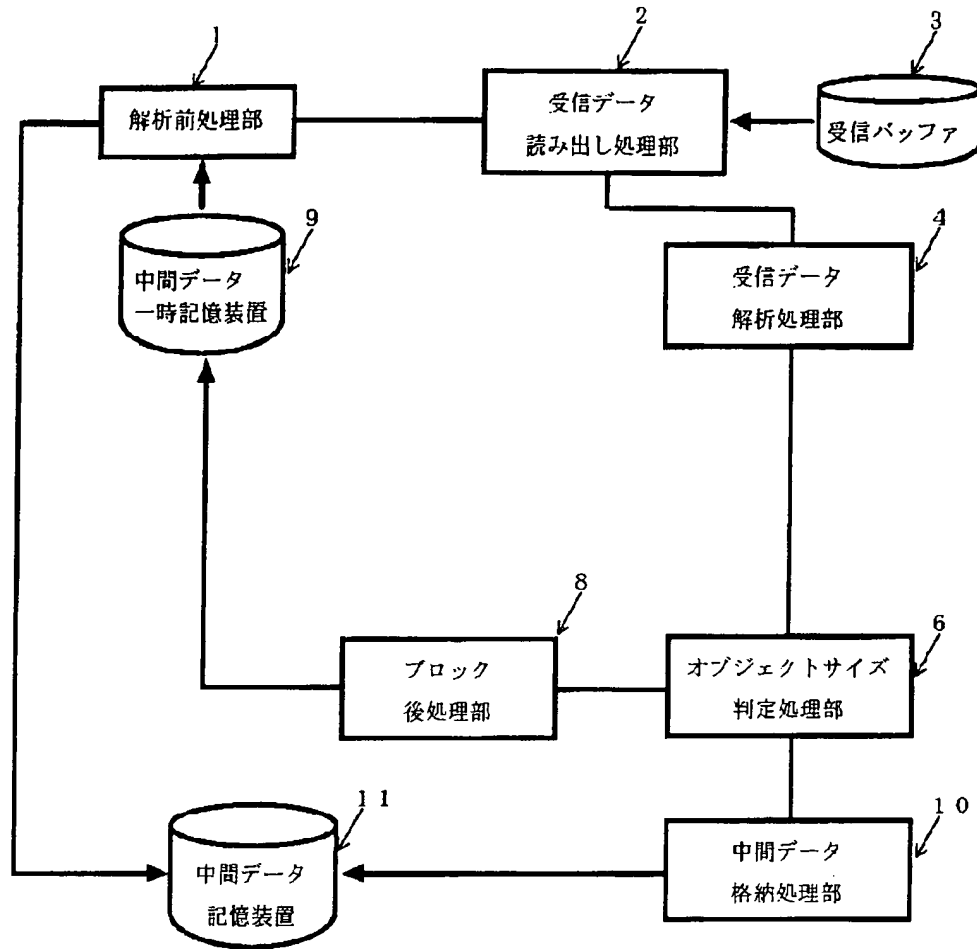 1
2
3
解析前処理部
受信データ
読み出し処理部
受信バッファ
9
4
中間データ
一時記憶装置
受信データ
解析処理部
8
6
ブロック
後処理部
オブジェクトサイズ
判定処理部
11
10
中間データ
記憶装置
中間データ
格納処理部